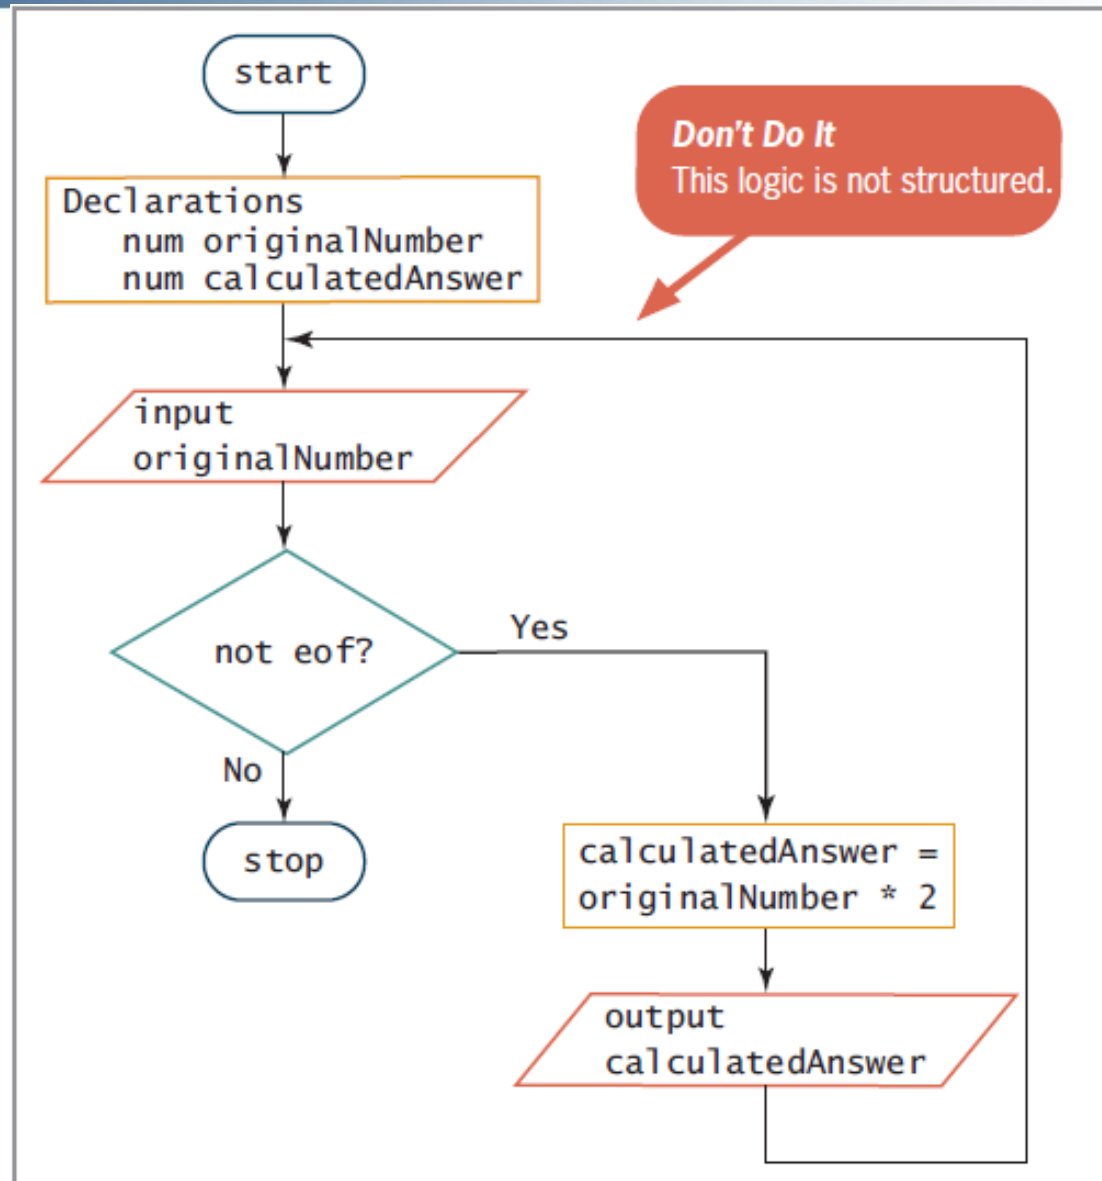 start
Don't Do It
This logic is not structured.
Declarations
num originalNumber
num calculatedAnswer
input
originalNumber
not eof?
Yes
No
stop
calculatedAnswer =
originalNumber * 2
output
calculatedAnswer